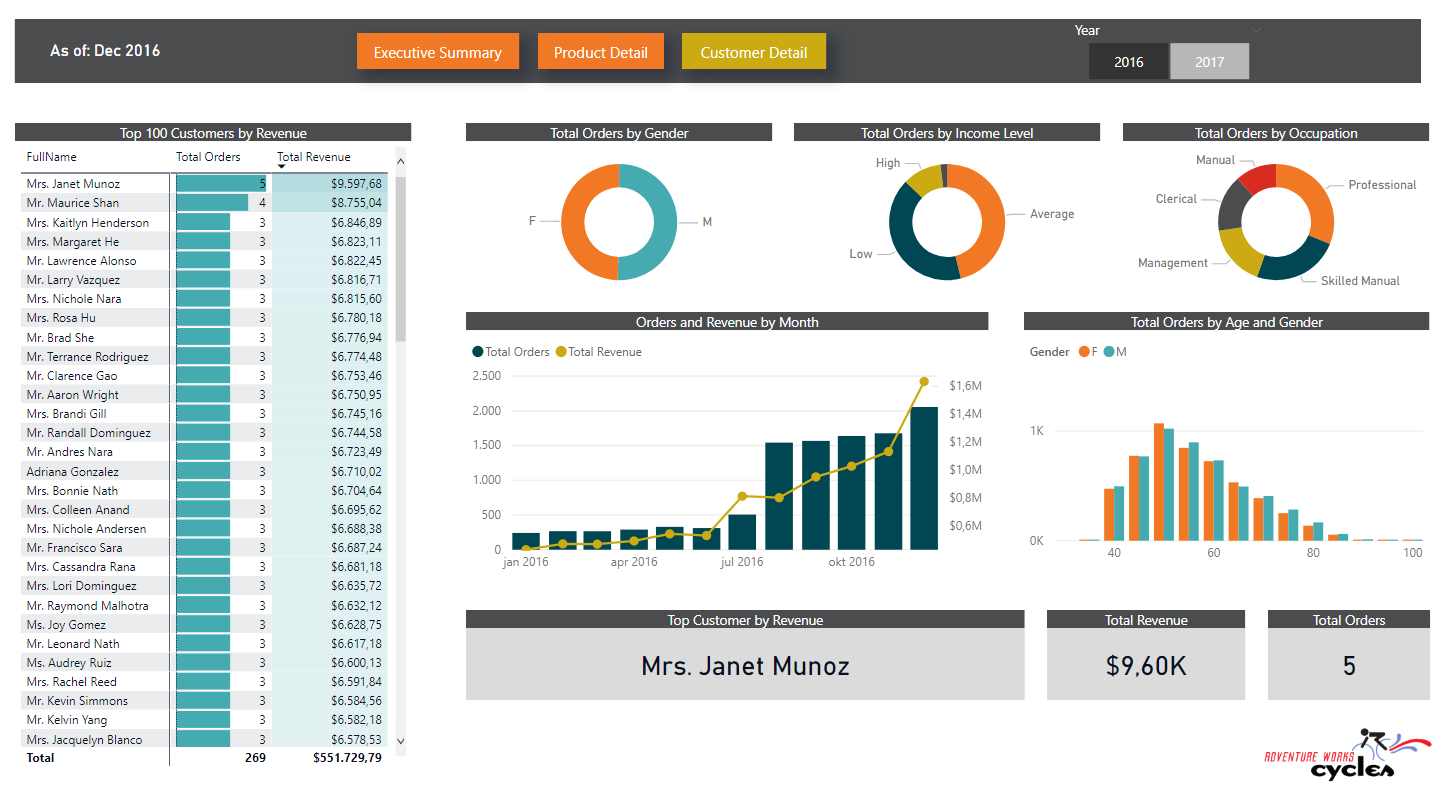 As of: Dec 2016
Executive Summary
Product Detail
Customer Detail
Year
2016
2017
Top 100 Customers by Revenue
FullName Total Orders Total Revenue
Mrs. Janet Munoz 5 $9.597,68
Mr. Maurice Shan 4 $8.755,04
Mrs. Kaitlyn Henderson 3 $6.846,89
Mrs. Margaret He 3 $6.823,11
Mr. Lawrence Alonso 3 $6.822,45
Mr. Larry Vazquez 3 $6.816,71
Mrs. Nichole Nara 3 $6.815,60
Mrs. Rosa Hu 3 $6.780,18
Mr. Brad She 3 $6.776,94
Mr. Terrance Rodriguez 3 $6.774,48
Mr. Clarence Gao 3 $6.753,46
Mr. Aaron Wright 3 $6.750,95
Mrs. Brandi Gill 3 $6.745,16
Mr. Randall Dominguez 3 $6.744,58
Mr. Andres Nara 3 $6.723,49
Adriana Gonzalez 3 $6.710,02
Mrs. Bonnie Nath 3 $6.704,64
Mrs. Colleen Anand 3 $6.695,62
Mrs. Nichole Andersen 3 $6.688,38
Mr. Francisco Sara 3 $6.687,24
Mrs. Cassandra Rana 3 $6.681,18
Mrs. Lori Dominguez 3 $6.635,72
Mr. Raymond Malhotra 3 $6.632,12
Ms. Joy Gomez 3 $6.628,75
Mr. Leonard Nath 3 $6.617,18
Ms. Audrey Ruiz 3 $6.600,13
Mrs. Rachel Reed 3 $6.591,84
Mr. Kevin Simmons 3 $6.584,56
Mr. Kelvin Yang 3 $6.582,18
Mrs. Jacquelyn Blanco 3 $6.578,53
Total 269 $551.729,79
Total Orders by Gender
F
M
Total Orders by Income Level
High
Average
Low
Total Orders by Occupation
Manual
Professional
Clerical
Management
Skilled Manual
Orders and Revenue by Month
Total Orders Total Revenue
2.500
2.000
1.500
1.000
500
0
$1,6M
$1,4M
$1,2M
$1,0M
$0,8M
$0,6M
jan 2016 apr 2016 jul 2016 okt 2016
Total Orders by Age and Gender
Gender F M
1K
0K
40 60 80 100
Top Customer by Revenue
Mrs. Janet Munoz
Total Revenue
$9,60K
Total Orders
5
ADVENTURE WORKS
cycles